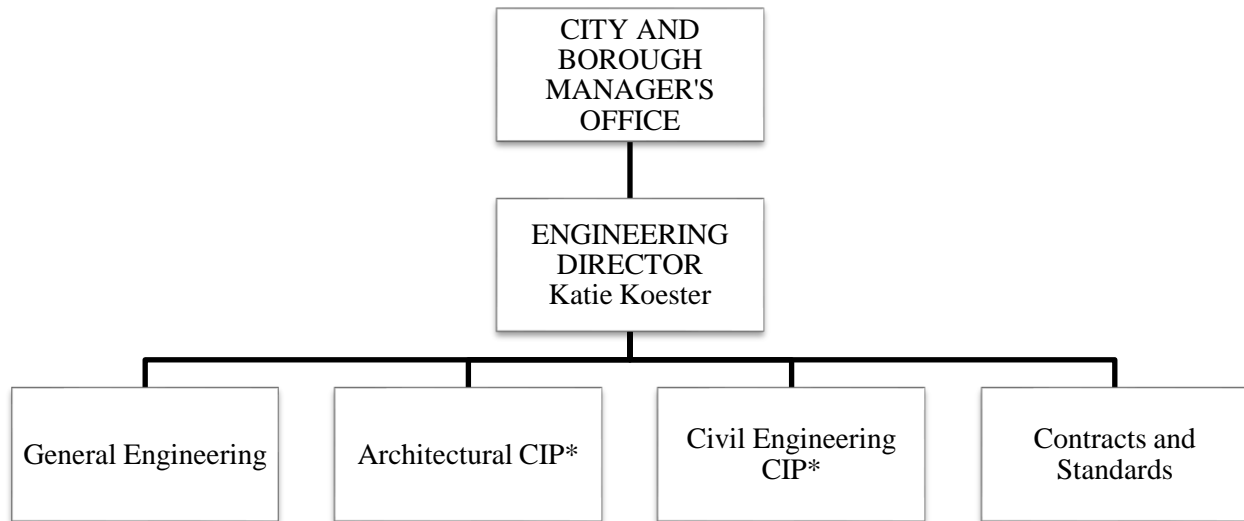 CITY AND
BOROUGH
MANAGER'S
OFFICE
ENGINEERING
DIRECTOR
Katie Koester
General Engineering
Architectural CIP*
Civil Engineering
CIP*
Contracts and
Standards